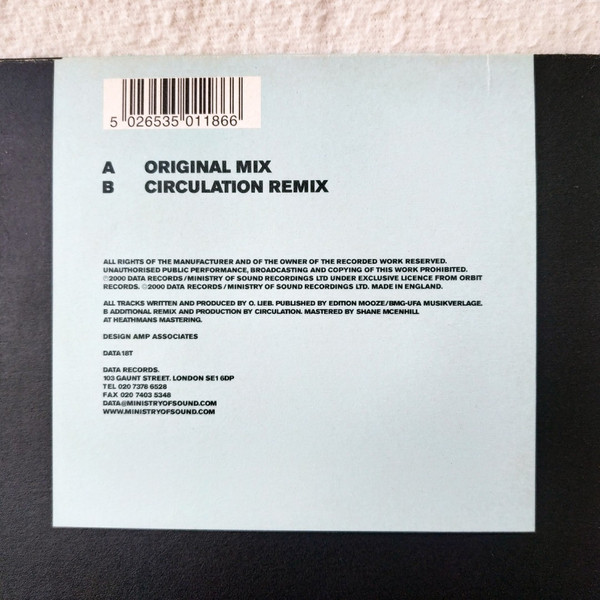 5 026535 011866
A ORIGINAL MIX
B CIRCULATION REMIX
ALL RIGHTS OF THE MANUFACTURER AND OF THE OWNER OF THE RECORDED WORK RESERVED.
UNAUTHORISED PUBLIC PERFORMANCE, BROADCASTING AND COPYING OF THIS WORK PROHIBITED.
℗2000 DATA RECORDS/MINISTRY OF SOUND RECORDINGS LTD UNDER EXCLUSIVE LICENCE FROM ORBIT
RECORDS. ©2000 DATA RECORDS/MINISTRY OF SOUND RECORDINGS LTD. MADE IN ENGLAND.
ALL TRACKS WRITTEN AND PRODUCED BY O. LIEB. PUBLISHED BY EDITION MOOZE/BMG-UFA MUSIKVERLAGE.
B ADDITIONAL REMIX AND PRODUCTION BY CIRCULATION. MASTERED BY SHANE MCENHILL
AT HEATHMANS MASTERING.
DESIGN AMP ASSOCIATES
DATA18T
DATA RECORDS.
103 GAUNT STREET. LONDON SE1 6DP
TEL 020 7378 6528
FAX 020 7403 5348
DATA@MINISTRYOFSOUND.COM
WWW.MINISTRYOFSOUND.COM